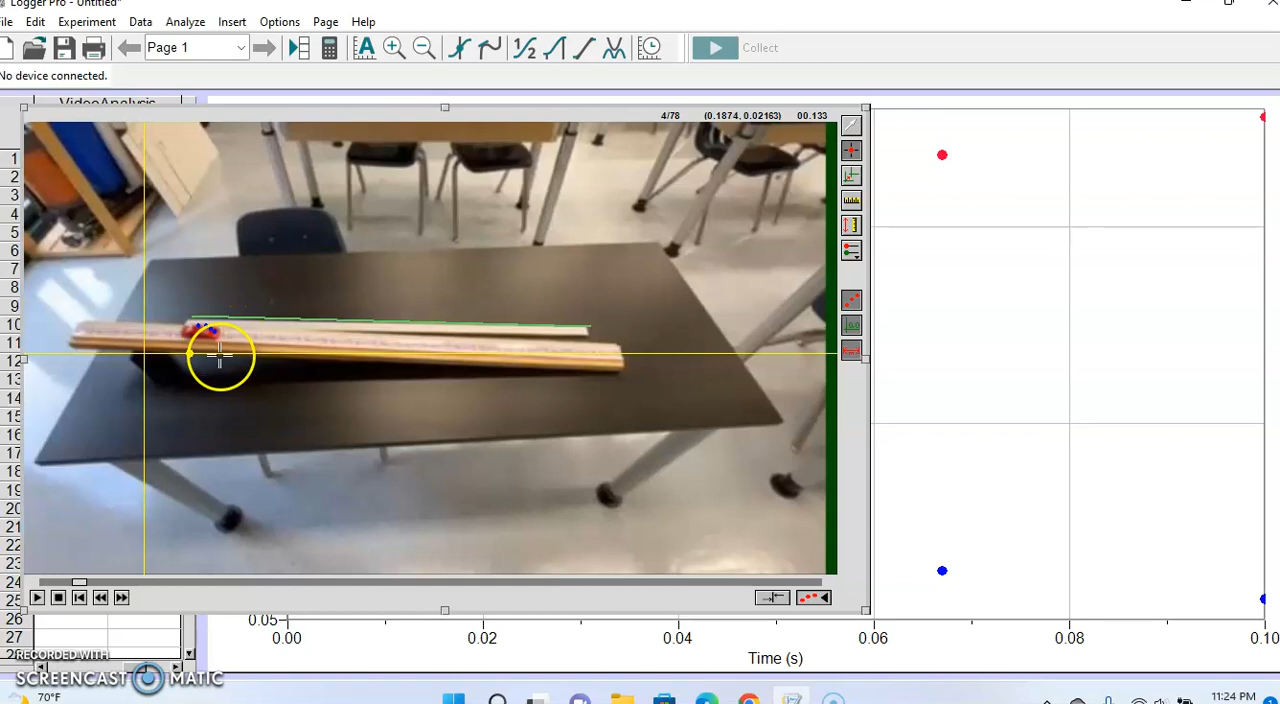 Logger Pro - Untitled*
File Edit Experiment Data Analyze Insert Options Page Help
Page 1
Collect
No device connected.
VideoAnalysis
4/78 (0.1874, 0.02163) 00.133
1
2
3
4
5
6
7
8
9
10
11
12
13
14
15
16
17
18
19
20
21
22
23
24
25
26
27
0.05
0.00 0.02 0.04 0.06 0.08 0.10
Time (s)
RECORDED WITH
SCREENCAST MATIC
70°F
11:24 PM